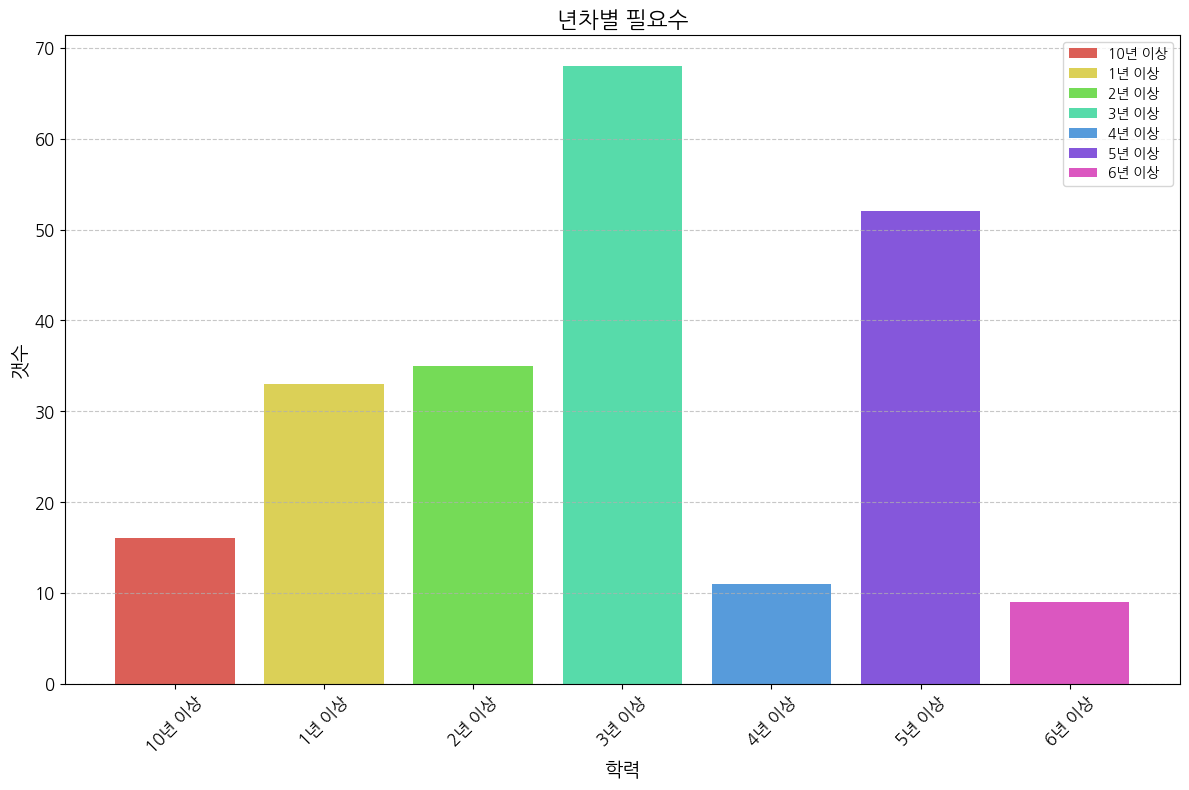 년차별 필요수
70
60
50
40
30
20
10
0
갯수
10년 이상
1년 이상
2년 이상
3년 이상
4년 이상
5년 이상
6년 이상
10년 이상
1년 이상
2년 이상
3년 이상
4년 이상
5년 이상
6년 이상
학력